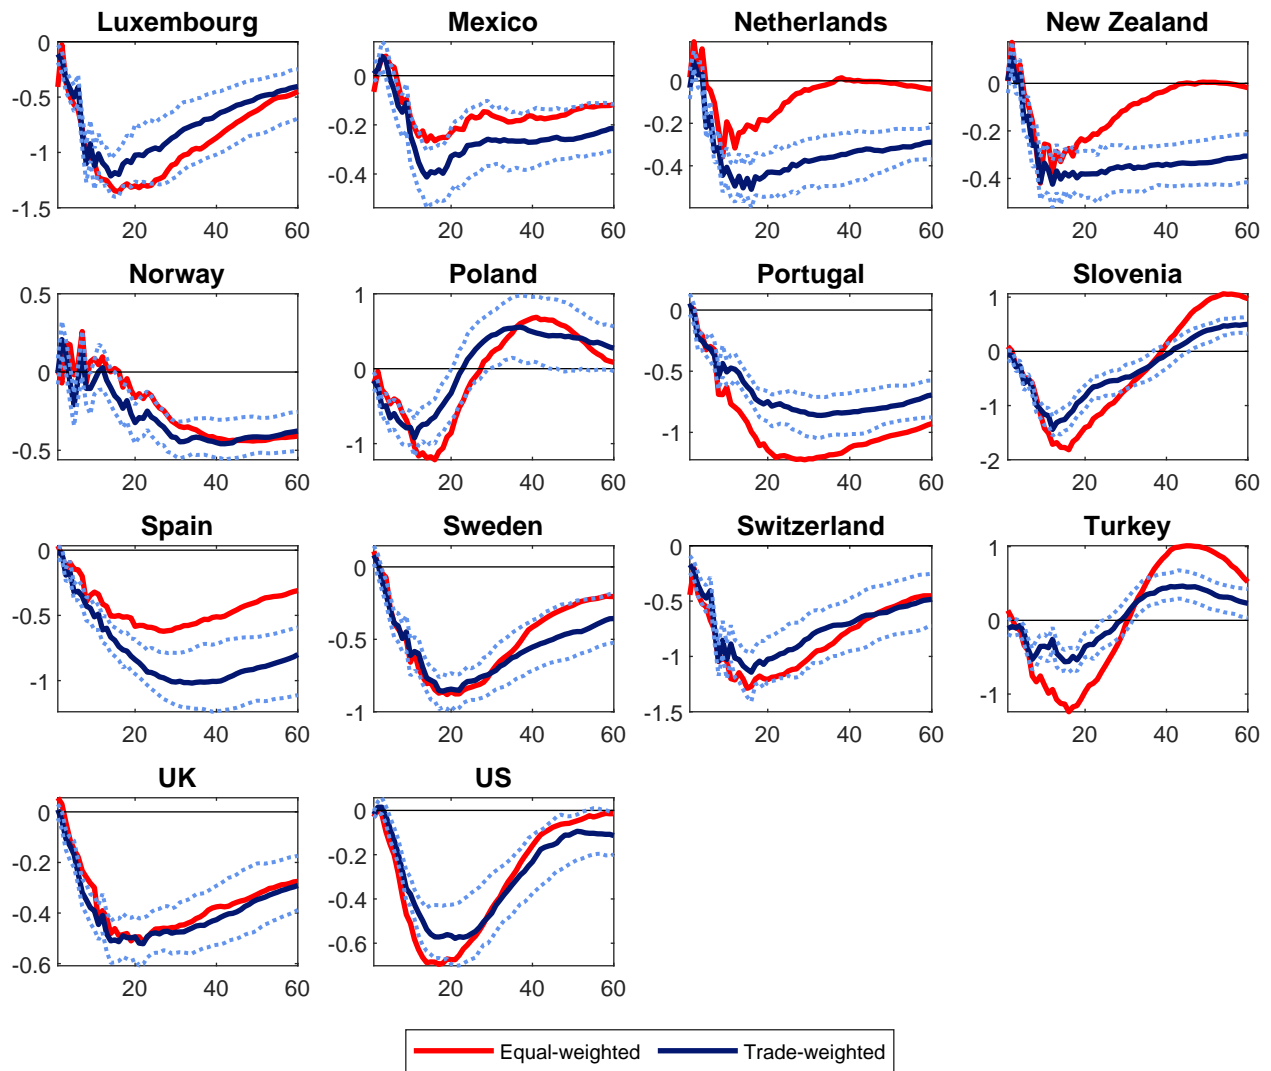 Luxembourg Mexico Netherlands New Zealand
0 -0.5 -1 -1.5 20 40 60
0 -0.2 -0.4 20 40 60
0 -0.2 -0.4 20 40 60
0 -0.2 -0.4 20 40 60
Norway Poland Portugal Slovenia
0.5 0 -0.5 20 40 60
1 0 -1 20 40 60
0 -0.5 -1 20 40 60
1 0 -1 -2 20 40 60
Spain Sweden Switzerland Turkey
0 -0.5 -1 20 40 60
0 -0.5 -1 20 40 60
0 -0.5 -1 -1.5 20 40 60
1 0 -1 20 40 60
UK US
0 -0.2 -0.4 -0.6 20 40 60
0 -0.2 -0.4 -0.6 20 40 60
Equal-weighted Trade-weighted